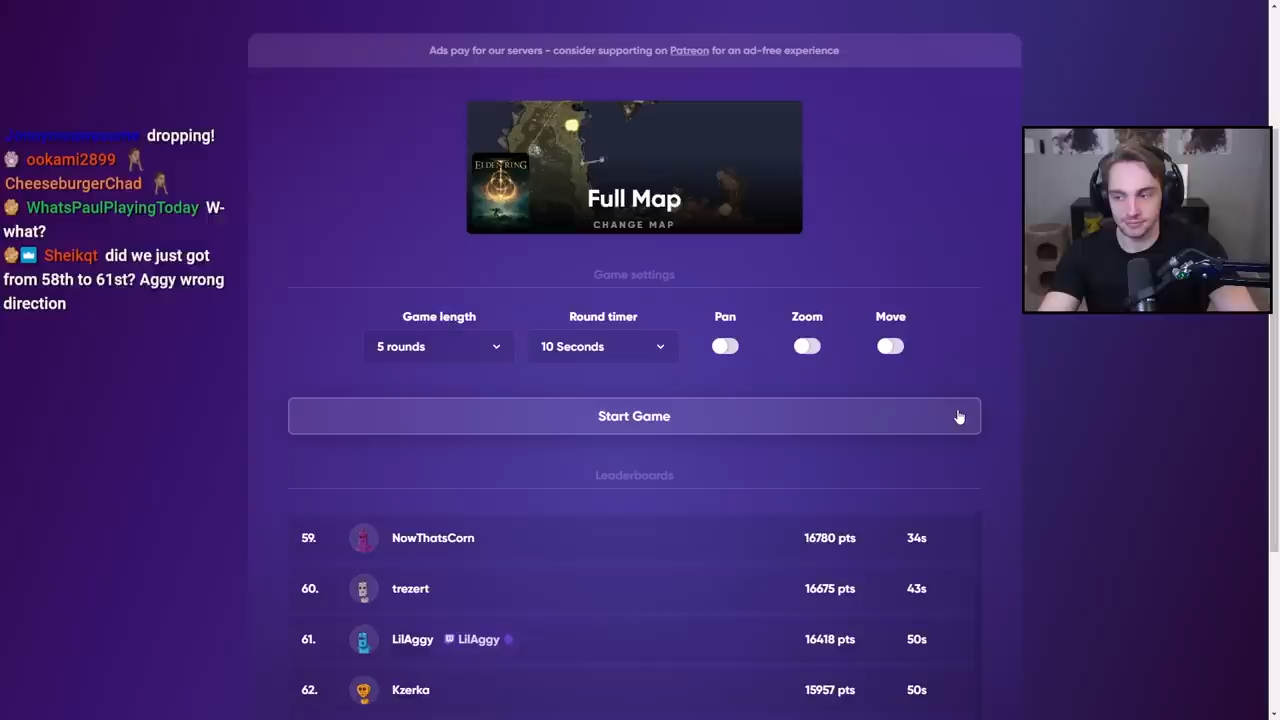 Ads pay for our servers - consider supporting on Patreon for an ad-free experience
dropping!
ookami2899
CheeseburgerChad
WhatsPaulPlayingToday W-
what?
Sheikqt did we just got
from 58th to 61st? Aggy wrong
direction
ELDEN RING
Full Map
CHANGE MAP
Game settings
Game length
Round timer
Pan
Zoom
Move
5 rounds
10 Seconds
Start Game
Leaderboards
59. NowThatsCorn 16780 pts 34s
60. trezert 16675 pts 43s
61. LilAggy LilAggy 16418 pts 50s
62. Kzerka 15957 pts 50s